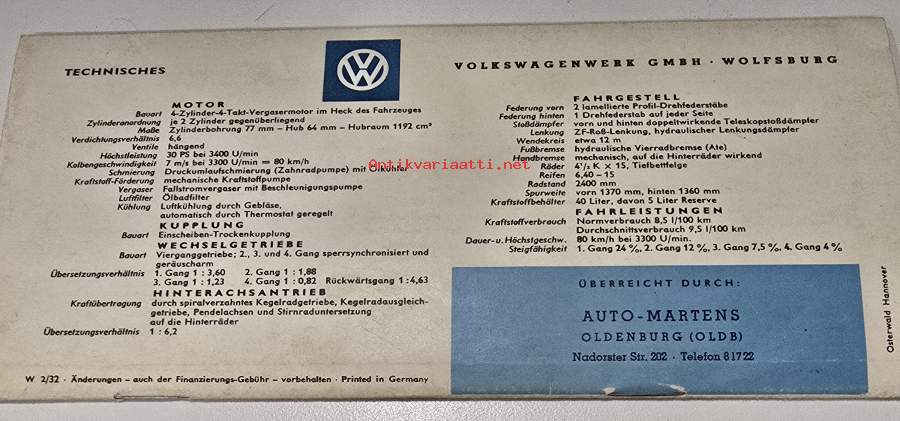 TECHNISCHES
MOTOR
Bauart 4-Zylinder-4-Takt-Vergasermotor im Heck des Fahrzeuges
Zylinderanordnung je 2 Zylinder gegenüberliegend
Maße Zylinderbohrung 77 mm – Hub 64 mm – Hubraum 1192 cm³
Verdichtungsverhältnis 6,6
Ventile hängend
Höchstleistung 30 PS bei 3400 U/min
Kolbengeschwindigkeit 7 m/s bei 3300 U/min = 80 km/h
Schmierung Druckumlaufschmierung (Zahnradpumpe) mit Ölkühler
Kraftstoff-Förderung mechanische Kraftstoffpumpe
Vergaser Fallstromvergaser mit Beschleunigungspumpe
Luftfilter Ölbadfilter
Kühlung Luftkühlung durch Gebläse,
automatisch durch Thermostat geregelt
KUPPLUNG
Bauart Einscheiben-Trockenkupplung
WECHSELGETRIEBE
Bauart Vierganggetriebe; 2., 3. und 4. Gang sperrsynchronisiert und
geräuscharm
Übersetzungsverhältnis 1. Gang 1 : 3,60 2. Gang 1 : 1,88
3. Gang 1 : 1,23 4. Gang 1 : 0,82 Rückwärtsgang 1 : 4,63
HINTERACHSANTRIEB
Kraftübertragung durch spiralverzahntes Kegelradgetriebe, Kegelradausgleich-
getriebe, Pendelachsen und Stirnraduntersetzung
auf die Hinterräder
Übersetzungsverhältnis 1 : 6,2
W 2/32 · Änderungen – auch der Finanzierungs-Gebühr – vorbehalten · Printed in Germany
VW
VOLKSWAGENWERK GMBH · WOLFSBURG
FAHRGESTELL
Federung vorn 2 lamellierte Profil-Drehfederstäbe
Federung hinten 1 Drehfederstab auf jeder Seite
Stoßdämpfer vorn und hinten doppeltwirkende Teleskopstoßdämpfer
Lenkung ZF-Roß-Lenkung, hydraulischer Lenkungsdämpfer
Wendekreis etwa 12 m
Fußbremse hydraulische Vierradbremse (Ate)
Handbremse mechanisch, auf die Hinterräder wirkend
Räder 4½ K × 15, Tiefbettfelge
Reifen 6,40 – 15
Radstand 2400 mm
Spurweite vorn 1370 mm, hinten 1360 mm
Kraftstoffbehälter 40 Liter, davon 5 Liter Reserve
FAHRLEISTUNGEN
Kraftstoffverbrauch Normverbrauch 8,5 l/100 km
Durchschnittsverbrauch 9,5 l/100 km
Dauer- u. Höchstgeschw. 80 km/h bei 3300 U/min.
Steigfähigkeit 1. Gang 24 %, 2. Gang 12 %, 3. Gang 7,5 %, 4. Gang 4 %
ÜBERREICHT DURCH:
AUTO-MARTENS
OLDENBURG (OLDB)
Nadorster Str. 202 · Telefon 81722
Osterwald Hannover
Antikvariaatti.net